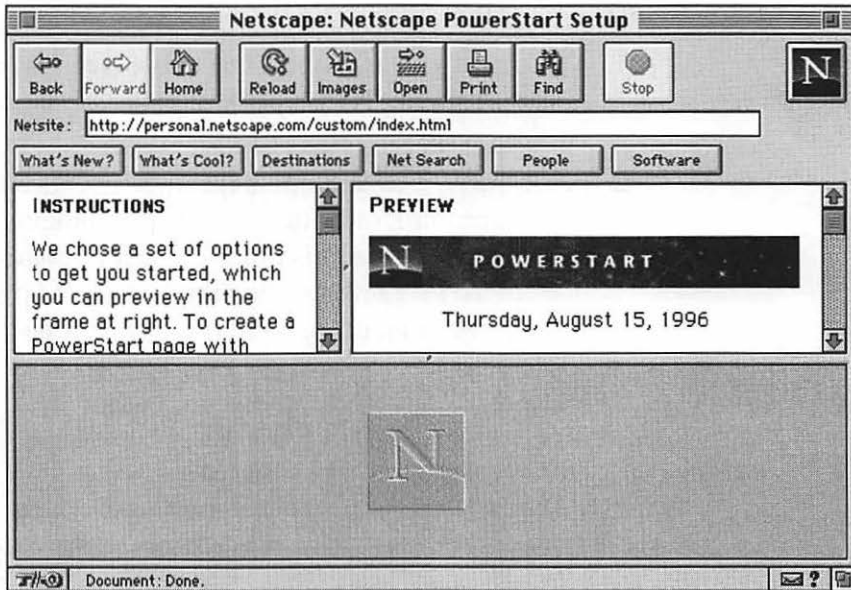 Netscape: Netscape PowerStart Setup
Back Forward Home Reload Images Open Print Find Stop N
Netsite: http://personal.netscape.com/custom/index.html
What's New? What's Cool? Destinations Net Search People Software
INSTRUCTIONS
We chose a set of options
to get you started, which
you can preview in the
frame at right. To create a
PowerStart page with
PREVIEW
N POWERSTART
Thursday, August 15, 1996
N
Document: Done. ?